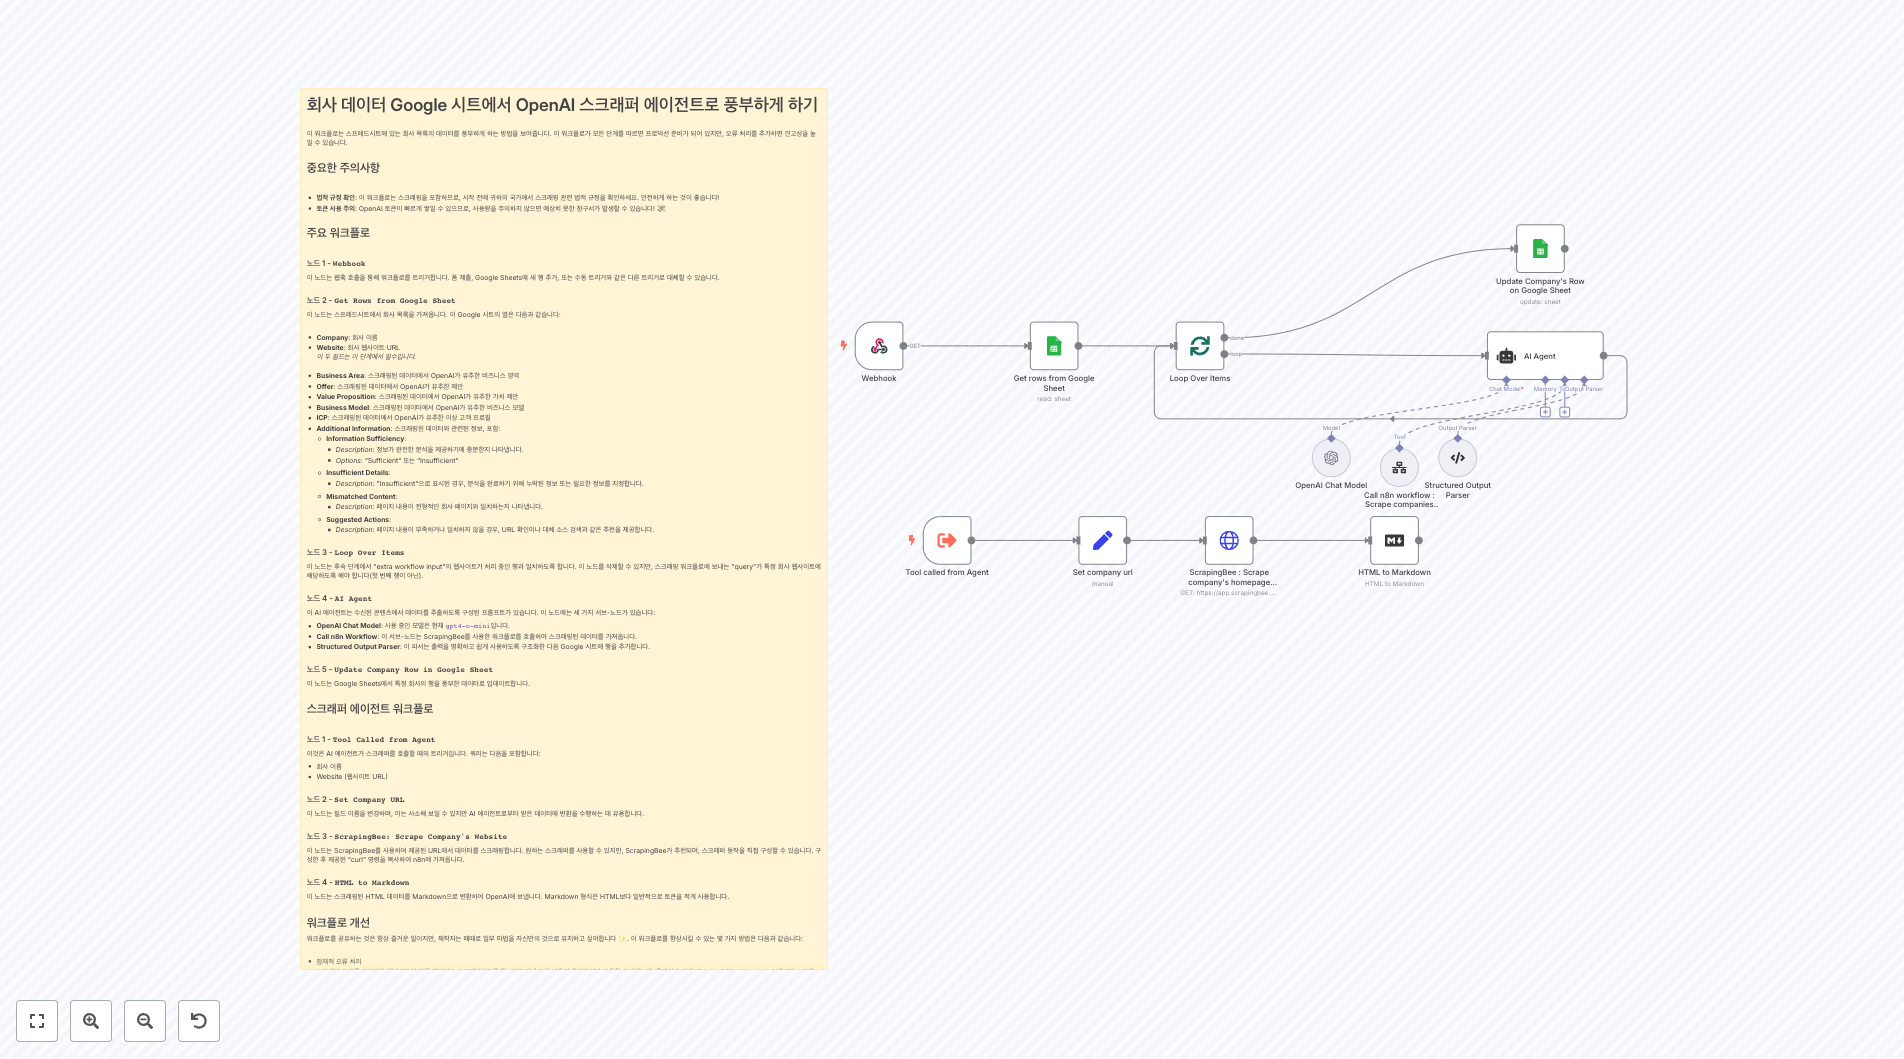 회사 데이터 Google 시트에서 OpenAI 스크래퍼 에이전트로 풍부하게 하기
이 워크플로는 스프레드시트에 있는 회사 목록의 데이터를 풍부하게 하는 방법을 보여줍니다. 이 워크플로가 모든 단계를 따르면 프로덕션 준비가 되어 있지만, 오류 처리를 추가하면 견고성을 높
일 수 있습니다.
중요한 주의사항
법적 규정 확인: 이 워크플로는 스크래핑을 포함하므로, 시작 전에 귀하의 국가에서 스크래핑 관련 법적 규정을 확인하세요. 안전하게 하는 것이 좋습니다!
토큰 사용 주의: OpenAI 토큰이 빠르게 쌓일 수 있으므로, 사용량을 주의하지 않으면 예상치 못한 청구서가 발생할 수 있습니다! 💸
주요 워크플로
노드 1 - Webhook
이 노드는 웹훅 호출을 통해 워크플로를 트리거합니다. 폼 제출, Google Sheets에 새 행 추가, 또는 수동 트리거와 같은 다른 트리거로 대체할 수 있습니다.
노드 2 - Get Rows from Google Sheet
이 노드는 스프레드시트에서 회사 목록을 가져옵니다. 이 Google 시트의 열은 다음과 같습니다:
Company: 회사 이름
Website: 회사 웹사이트 URL
이 두 필드는 이 단계에서 필수입니다.
Business Area: 스크래핑된 데이터에서 OpenAI가 유추한 비즈니스 영역
Offer: 스크래핑된 데이터에서 OpenAI가 유추한 제안
Value Proposition: 스크래핑된 데이터에서 OpenAI가 유추한 가치 제안
Business Model: 스크래핑된 데이터에서 OpenAI가 유추한 비즈니스 모델
ICP: 스크래핑된 데이터에서 OpenAI가 유추한 이상 고객 프로필
Additional Information: 스크래핑된 데이터와 관련된 정보, 포함:
Information Sufficiency:
Description: 정보가 완전한 분석을 제공하기에 충분한지 나타냅니다.
Options: "Sufficient" 또는 "Insufficient"
Insufficient Details:
Description: "Insufficient"으로 표시된 경우, 분석을 완료하기 위해 누락된 정보 또는 필요한 정보를 지정합니다.
Mismatched Content:
Description: 페이지 내용이 전형적인 회사 페이지와 일치하는지 나타냅니다.
Suggested Actions:
Description: 페이지 내용이 부족하거나 일치하지 않을 경우, URL 확인이나 대체 소스 검색과 같은 추천을 제공합니다.
노드 3 - Loop Over Items
이 노드는 후속 단계에서 "extra workflow input"의 웹사이트가 처리 중인 행과 일치하도록 합니다. 이 노드를 삭제할 수 있지만, 스크래핑 워크플로에 보내는 "query"가 특정 회사 웹사이트에
해당하도록 해야 합니다(첫 번째 행이 아닌).
노드 4 - AI Agent
이 AI 에이전트는 수신된 콘텐츠에서 데이터를 추출하도록 구성된 프롬프트가 있습니다. 이 노드에는 세 가지 서브-노드가 있습니다:
OpenAI Chat Model: 사용 중인 모델은 현재 gpt4-o-mini입니다.
Call n8n Workflow: 이 서브-노드는 ScrapingBee를 사용한 워크플로를 호출하여 스크래핑된 데이터를 가져옵니다.
Structured Output Parser: 이 파서는 출력을 명확하고 쉽게 사용하도록 구조화한 다음 Google 시트에 행을 추가합니다.
노드 5 - Update Company Row in Google Sheet
이 노드는 Google Sheets에서 특정 회사의 행을 풍부한 데이터로 업데이트합니다.
스크래퍼 에이전트 워크플로
노드 1 - Tool Called from Agent
이것은 AI 에이전트가 스크래퍼를 호출할 때의 트리거입니다. 쿼리는 다음을 포함합니다:
회사 이름
Website (웹사이트 URL)
노드 2 - Set Company URL
이 노드는 필드 이름을 변경하며, 이는 사소해 보일 수 있지만 AI 에이전트로부터 받은 데이터에 변환을 수행하는 데 유용합니다.
노드 3 - ScrapingBee: Scrape Company's Website
이 노드는 ScrapingBee를 사용하여 제공된 URL에서 데이터를 스크래핑합니다. 원하는 스크래퍼를 사용할 수 있지만, ScrapingBee가 추천되며, 스크래퍼 동작을 직접 구성할 수 있습니다. 구
성한 후 제공된 "curl" 명령을 복사하여 n8n에 가져옵니다.
노드 4 - HTML to Markdown
이 노드는 스크래핑된 HTML 데이터를 Markdown으로 변환하여 OpenAI에 보냅니다. Markdown 형식은 HTML보다 일반적으로 토큰을 적게 사용합니다.
워크플로 개선
워크플로를 공유하는 것은 항상 즐거운 일이지만, 제작자는 때때로 일부 마법을 자신만의 것으로 유지하고 싶어합니다 ✨. 이 워크플로를 향상시킬 수 있는 몇 가지 방법은 다음과 같습니다:
잠재적 오류 처리
Webhook
GET
Get rows from Google
Sheet
read: sheet
Loop Over Items
done
loop
Update Company's Row
on Google Sheet
update: sheet
AI Agent
Chat Model*
Memory
Output Parser
Model
Tool
Output Parser
OpenAI Chat Model
Call n8n workflow :
Scrape companies..
Structured Output
Parser
Tool called from Agent
Set company url
manual
ScrapingBee : Scrape
company's homepage...
GET: https://app.scrapingbee....
HTML to Markdown
HTML to Markdown